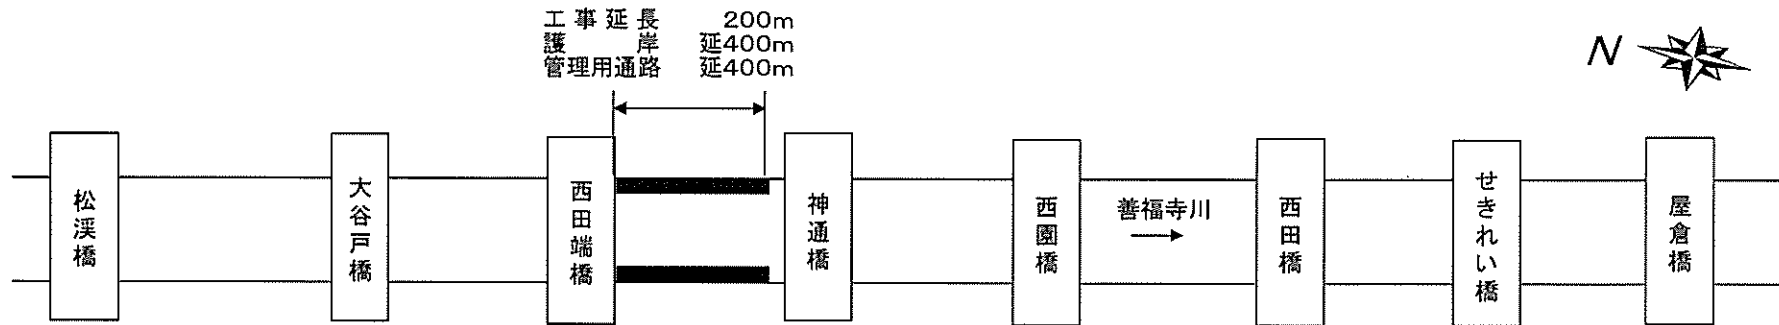 工事延長 200m
護岸 延400m
管理用通路 延400m
N
松渓橋
大谷戸橋
西田端橋
神通橋
西園橋
善福寺川
西田橋
せきれい橋
屋倉橋